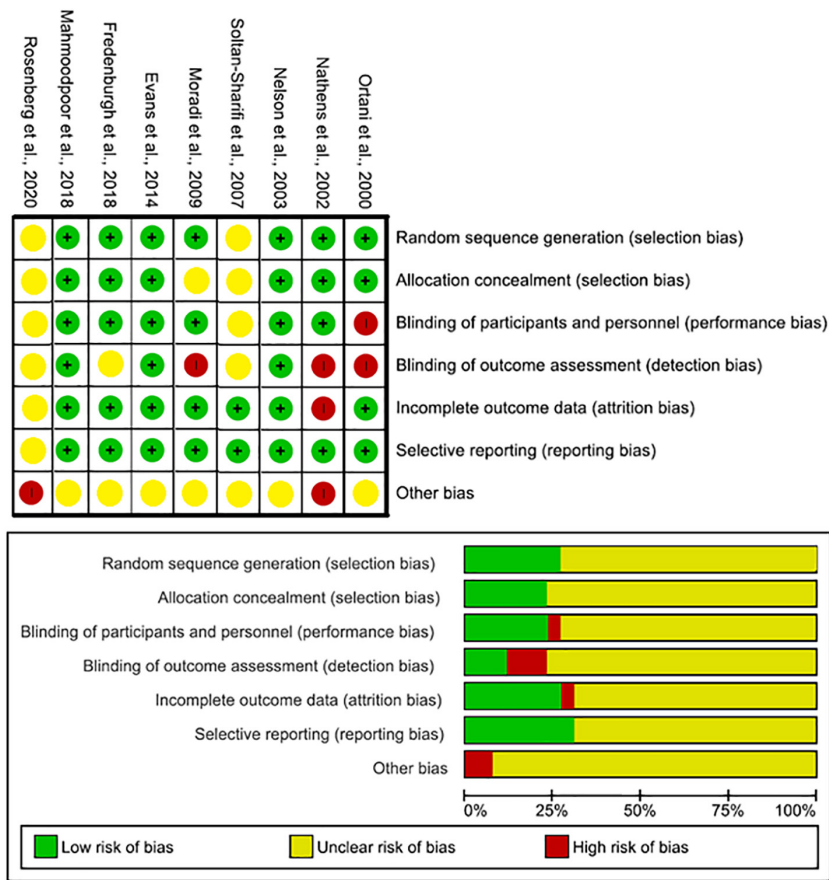 Rosenberg et al., 2020
Mahmoodpoor et al., 2018
Fredenburgh et al., 2018
Evans et al., 2014
Moradi et al., 2009
Soltan-Sharifi et al., 2007
Nelson et al., 2003
Nathens et al., 2002
Ortani et al., 2000
Random sequence generation (selection bias)
Allocation concealment (selection bias)
Blinding of participants and personnel (performance bias)
Blinding of outcome assessment (detection bias)
Incomplete outcome data (attrition bias)
Selective reporting (reporting bias)
Other bias
Random sequence generation (selection bias)
Allocation concealment (selection bias)
Blinding of participants and personnel (performance bias)
Blinding of outcome assessment (detection bias)
Incomplete outcome data (attrition bias)
Selective reporting (reporting bias)
Other bias
0% 25% 50% 75% 100%
Low risk of bias Unclear risk of bias High risk of bias